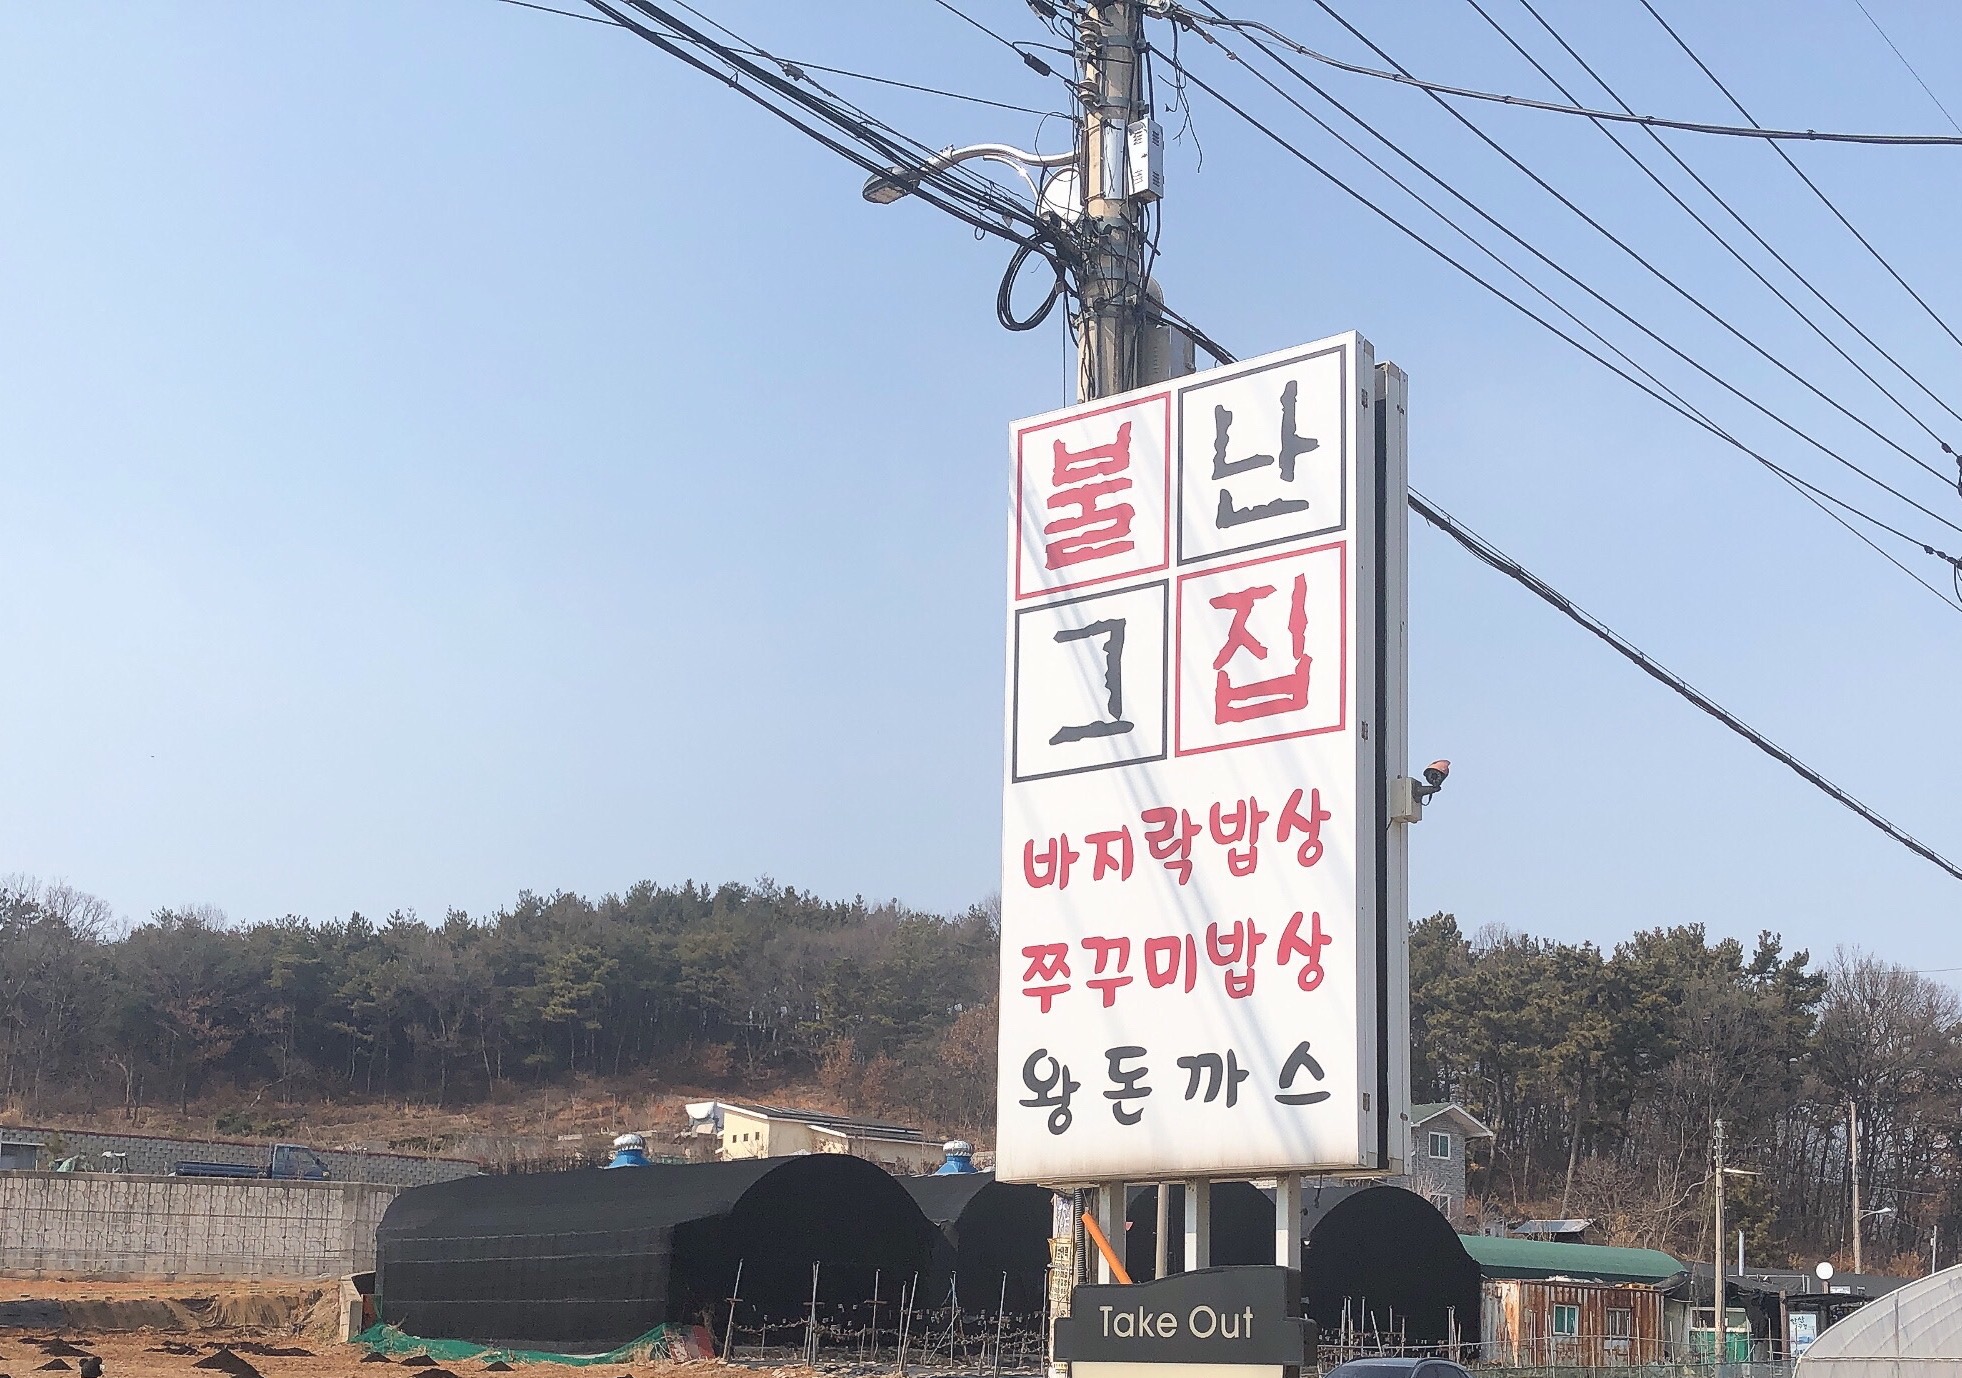 불난
그집
바지락밥상
쭈꾸미밥상
왕돈까스
Take Out